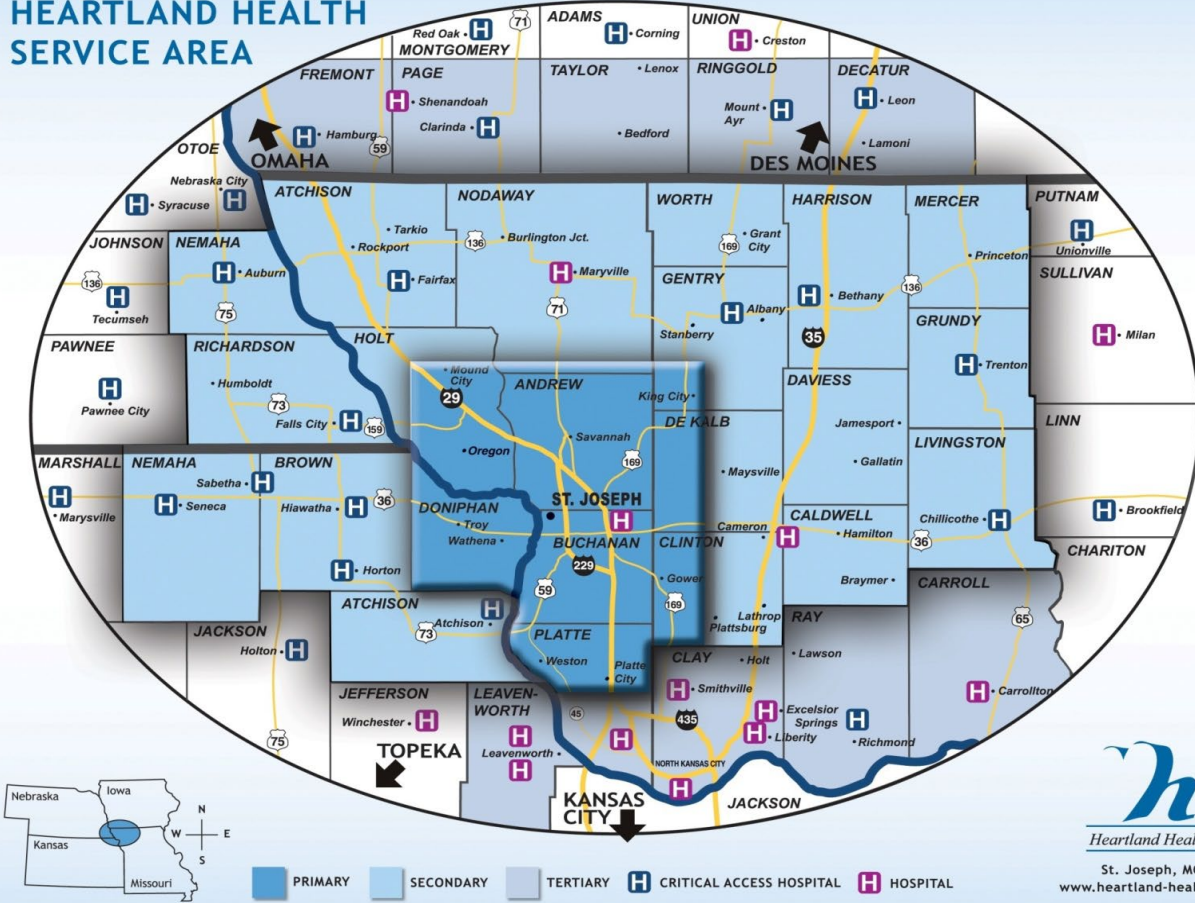 HEARTLAND HEALTH
SERVICE AREA
Red Oak
71
MONTGOMERY
ADAMS
Corning
UNION
Creston
FREMONT
PAGE
TAYLOR
Lenox
RINGGOLD
DECATUR
Shenandoah
Clarinda
Mount
Ayr
Leon
Hamburg
59
Bedford
Lamoni
OMAHA
DES MOINES
OTOE
Nebraska City
Syracuse
ATCHISON
NODAWAY
WORTH
HARRISON
MERCER
PUTNAM
Unionville
JOHNSON
NEMAHA
Tarkio
Rockport
136
Burlington Jct.
169
Grant
City
Princeton
SULLIVAN
136
Auburn
Fairfax
Maryville
GENTRY
Bethany
136
Tecumseh
75
71
Albany
Stanberry
35
GRUNDY
Milan
PAWNEE
RICHARDSON
HOLT
Trenton
Pawnee City
Humboldt
Mound
City
ANDREW
King City
DAVIESS
73
29
DE KALB
Jamesport
LINN
Falls City
159
Savannah
Oregon
169
Gallatin
LIVINGSTON
MARSHALL
NEMAHA
BROWN
Maysville
Sabetha
Marysville
Seneca
Hiawatha
36
DONIPHAN
ST. JOSEPH
CALDWELL
Chillicothe
Brookfield
Troy
Wathena
BUCHANAN
Cameron
CLINTON
Hamilton
36
CHARITON
Horton
229
59
Gower
Braymer
CARROLL
ATCHISON
Atchison
73
169
Lathrop
Plattsburg
RAY
65
JACKSON
Holton
PLATTE
Weston
Platte
City
CLAY
Holt
Lawson
JEFFERSON
Winchester
LEAVEN-
WORTH
Smithville
Carrollton
45
435
Excelsior
Springs
Liberty
Richmond
75
TOPEKA
Leavenworth
NORTH KANSAS CITY
KANSAS
CITY
JACKSON
Nebraska
Iowa
Kansas
Missouri
N
W
E
S
PRIMARY
SECONDARY
TERTIARY
H
CRITICAL ACCESS HOSPITAL
H
HOSPITAL
h
Heartland Heal
St. Joseph, M
www.heartland-heal